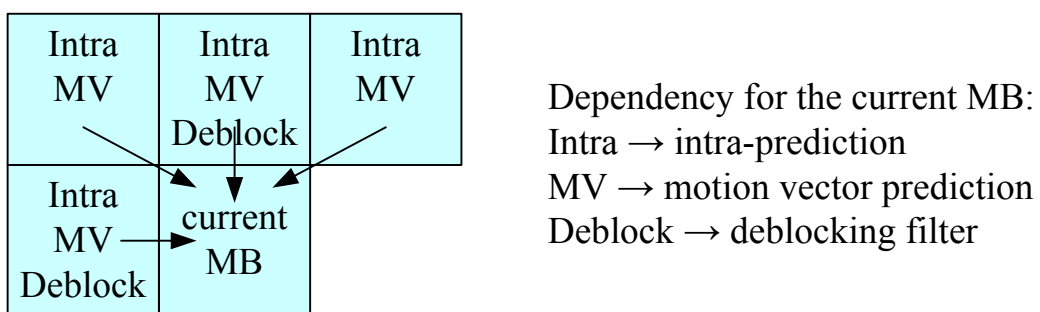 Intra
MV
Intra
MV
Deblock
Intra
MV
Intra
MV
Deblock
current
MB
Dependency for the current MB:
Intra → intra-prediction
MV → motion vector prediction
Deblock → deblocking filter